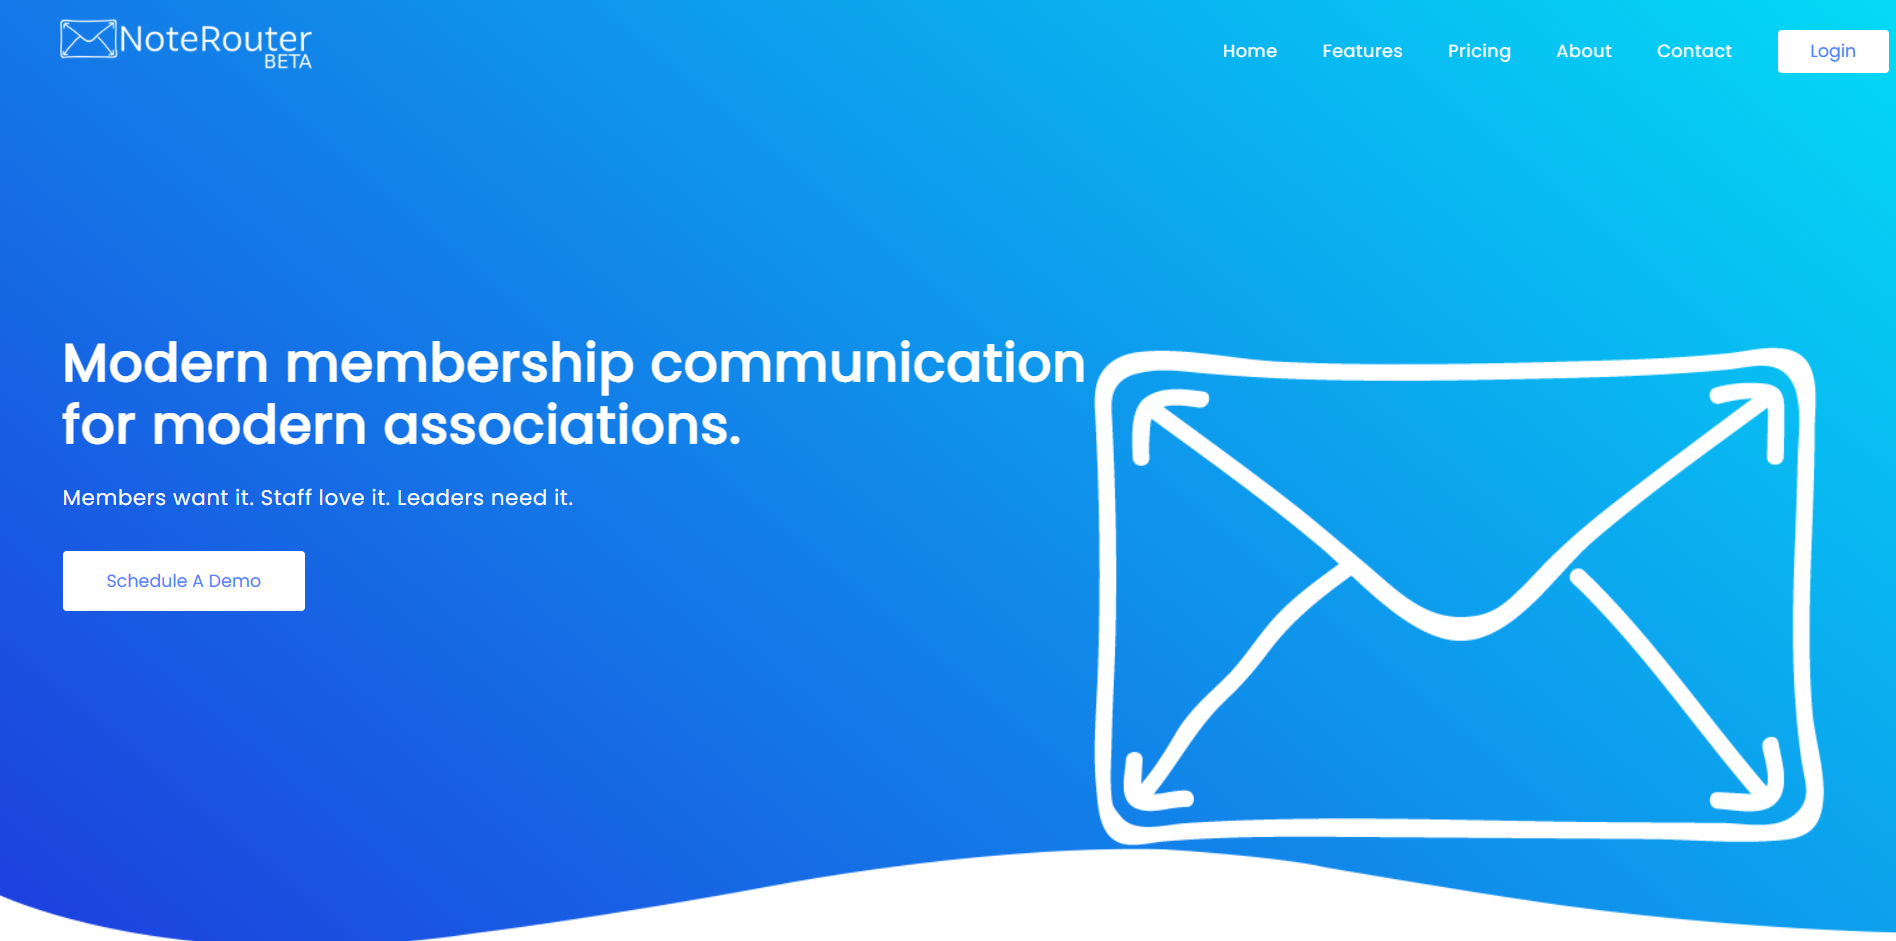 NoteRouter
BETA
Home
Features
Pricing
About
Contact
Login
Modern membership communication
for modern associations.
Members want it. Staff love it. Leaders need it.
Schedule A Demo